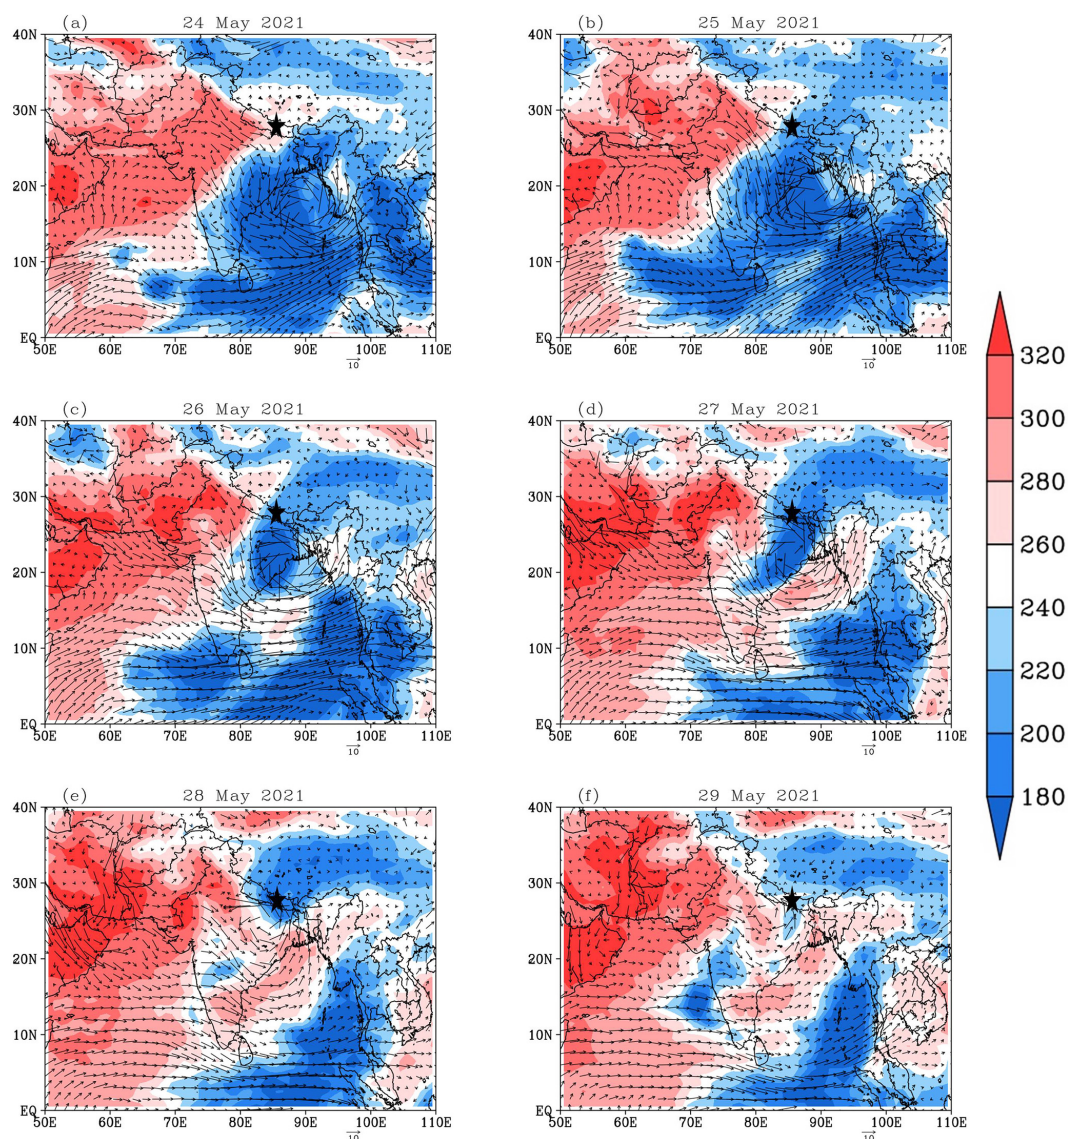 (a) 24 May 2021 (b) 25 May 2021
40N 40N
30N 30N
20N 20N
10N 10N
EQ EQ
50E 60E 70E 80E 90E 100E 110E 50E 60E 70E 80E 90E 100E 110E
10 10
(c) 26 May 2021 (d) 27 May 2021
40N 40N
30N 30N
20N 20N
10N 10N
EQ EQ
50E 60E 70E 80E 90E 100E 110E 50E 60E 70E 80E 90E 100E 110E
10 10
(e) 28 May 2021 (f) 29 May 2021
40N 40N
30N 30N
20N 20N
10N 10N
EQ EQ
50E 60E 70E 80E 90E 100E 110E 50E 60E 70E 80E 90E 100E 110E
10 10
320
300
280
260
240
220
200
180